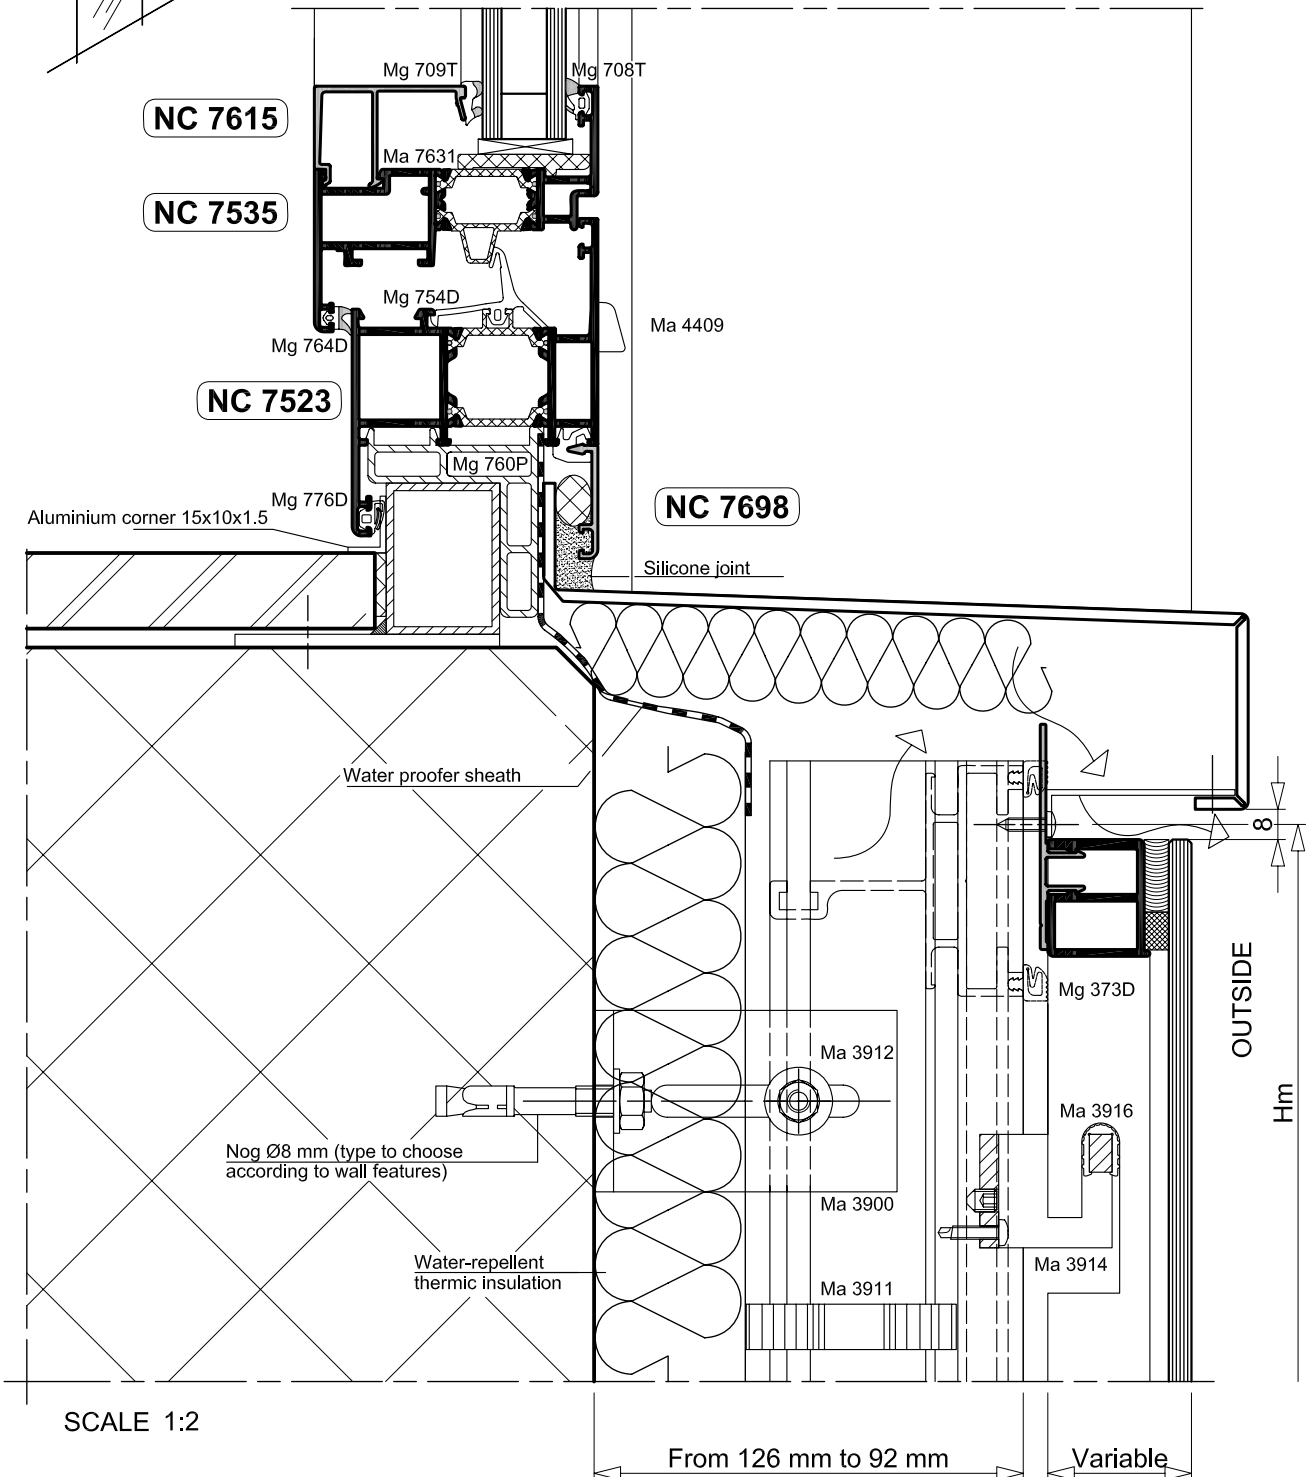 Mg 709T
Mg 708T
NC 7615
Ma 7631
NC 7535
Mg 754D
Ma 4409
Mg 764D
NC 7523
Mg 760P
Mg 776D
NC 7698
Aluminium corner 15x10x1.5
Silicone joint
Water proofer sheath
8
OUTSIDE
Mg 373D
Ma 3912
Hm
Ma 3916
Nog Ø8 mm (type to choose
according to wall features)
Ma 3900
Water-repellent
thermic insulation
Ma 3914
Ma 3911
SCALE 1:2
From 126 mm to 92 mm
Variable